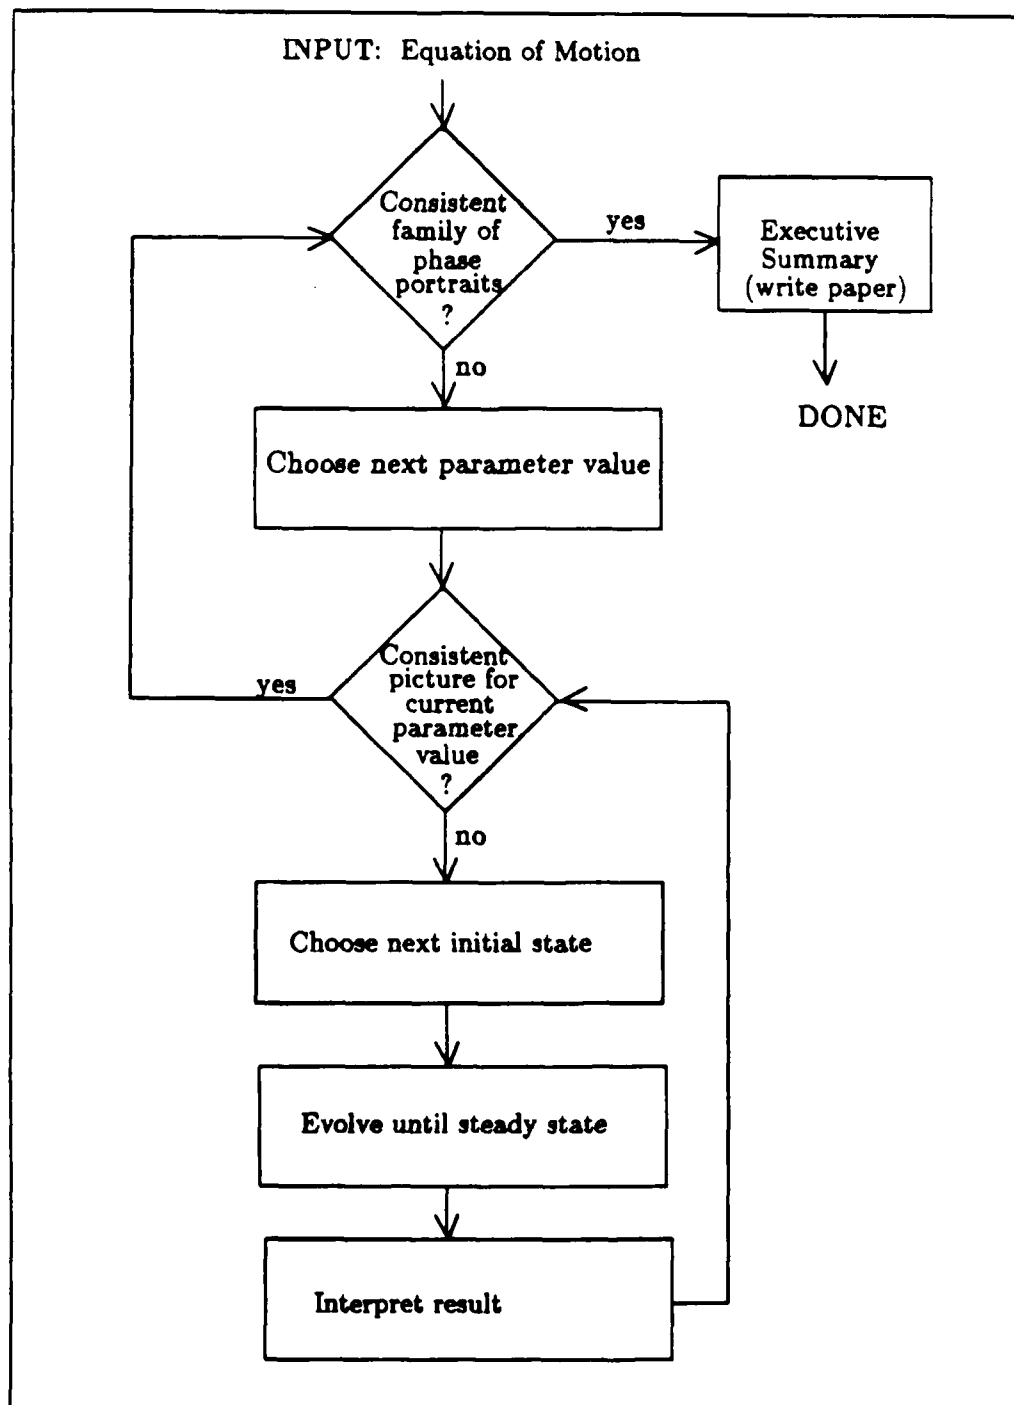 INPUT: Equation of Motion
Consistent
family of
phase
portraits
?
yes
Executive
Summary
(write paper)
DONE
no
Choose next parameter value
Consistent
picture for
current
parameter
value
?
yes
no
Choose next initial state
Evolve until steady state
Interpret result